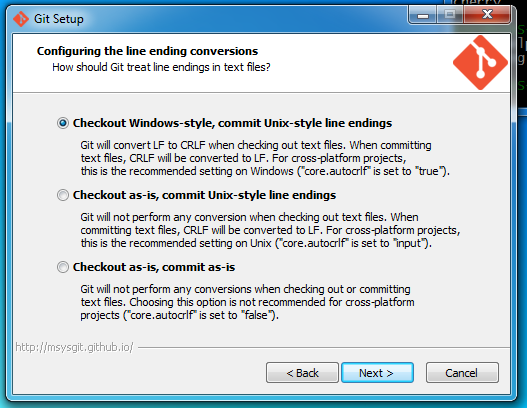 Git Setup
Configuring the line ending conversions
How should Git treat line endings in text files?
Checkout Windows-style, commit Unix-style line endings
Git will convert LF to CRLF when checking out text files. When committing
text files, CRLF will be converted to LF. For cross-platform projects,
this is the recommended setting on Windows ("core.autocrlf" is set to "true").
Checkout as-is, commit Unix-style line endings
Git will not perform any conversion when checking out text files. When
committing text files, CRLF will be converted to LF. For cross-platform projects,
this is the recommended setting on Unix ("core.autocrlf" is set to "input").
Checkout as-is, commit as-is
Git will not perform any conversions when checking out or committing
text files. Choosing this option is not recommended for cross-platform
projects ("core.autocrlf" is set to "false").
http://msysgit.github.io/
< Back
Next >
Cancel